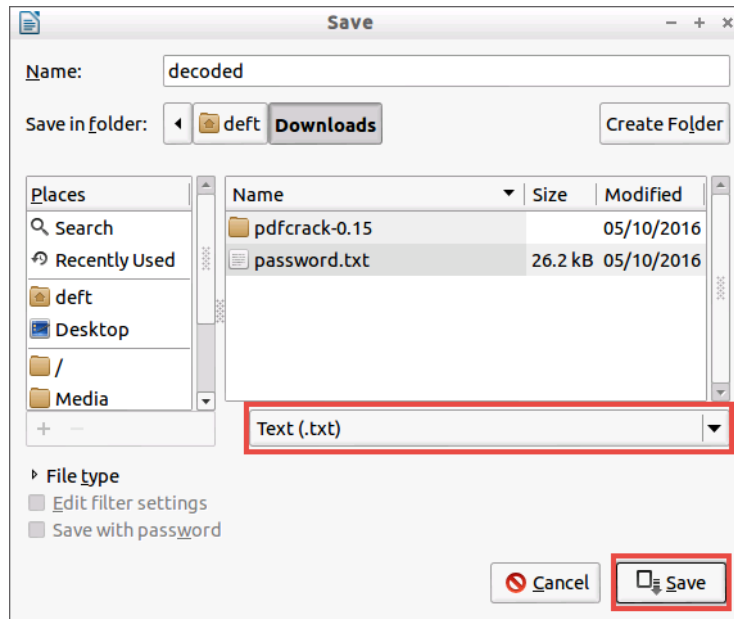 Save
Name: decoded
Save in folder: deft Downloads Create Folder
Places Name Size Modified
Search pdfcrack-0.15 05/10/2016
Recently Used password.txt 26.2 kB 05/10/2016
deft
Desktop
/
Media
Text (.txt)
File type
Edit filter settings
Save with password
Cancel Save